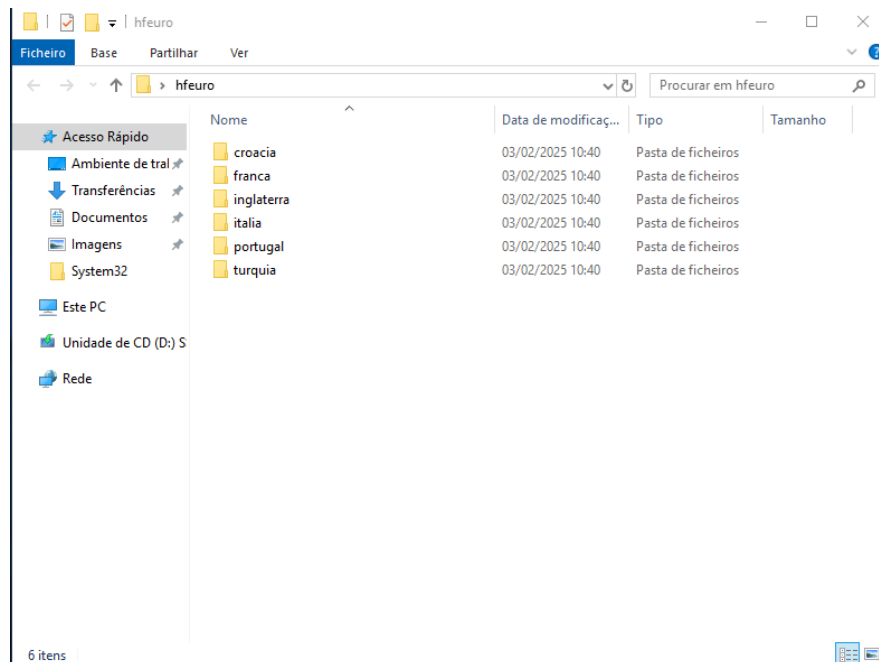 hfeuro
Ficheiro Base Partilhar Ver
hfeuro Procurar em hfeuro
Nome Data de modificaç... Tipo Tamanho
Acesso Rápido
Ambiente de tral
Transferências
Documentos
Imagens
System32
Este PC
Unidade de CD (D:) S
Rede
croacia 03/02/2025 10:40 Pasta de ficheiros
franca 03/02/2025 10:40 Pasta de ficheiros
inglaterra 03/02/2025 10:40 Pasta de ficheiros
italia 03/02/2025 10:40 Pasta de ficheiros
portugal 03/02/2025 10:40 Pasta de ficheiros
turquia 03/02/2025 10:40 Pasta de ficheiros
6 itens